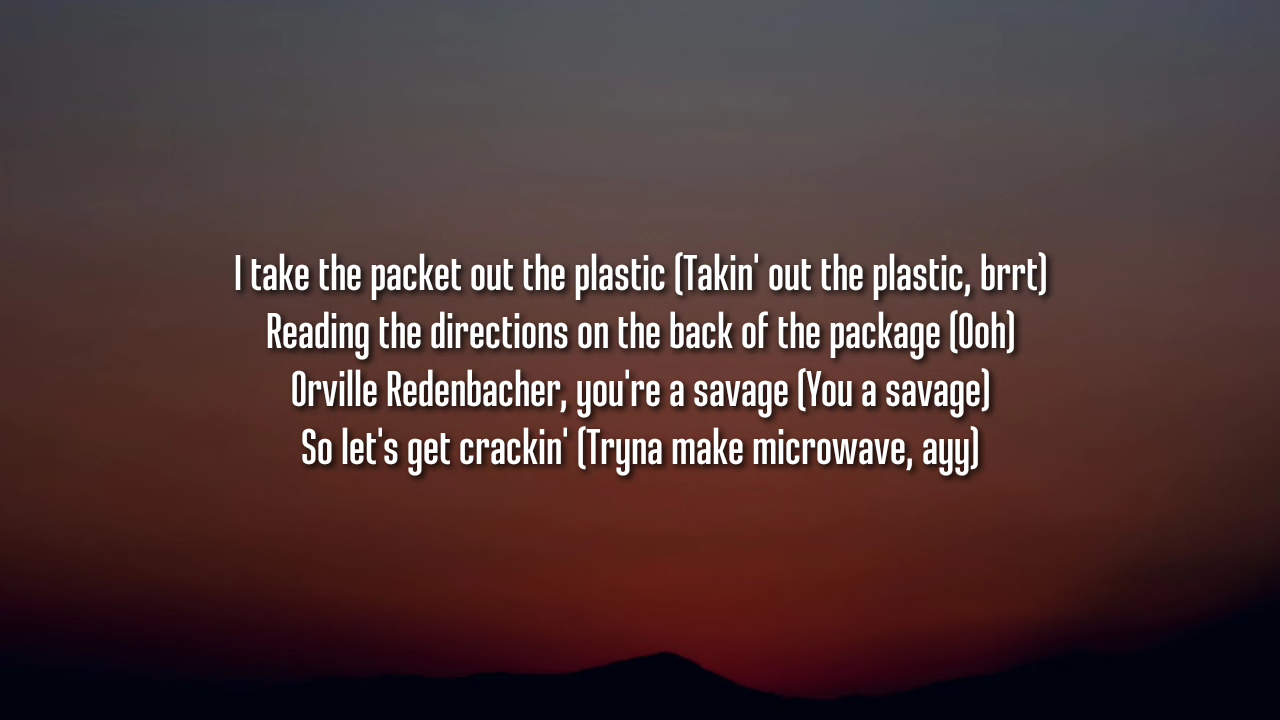 I take the packet out the plastic (Takin' out the plastic, brrt)
Reading the directions on the back of the package (Ooh)
Orville Redenbacher, you're a savage (You a savage)
So let's get crackin' (Tryna make microwave, ayy)